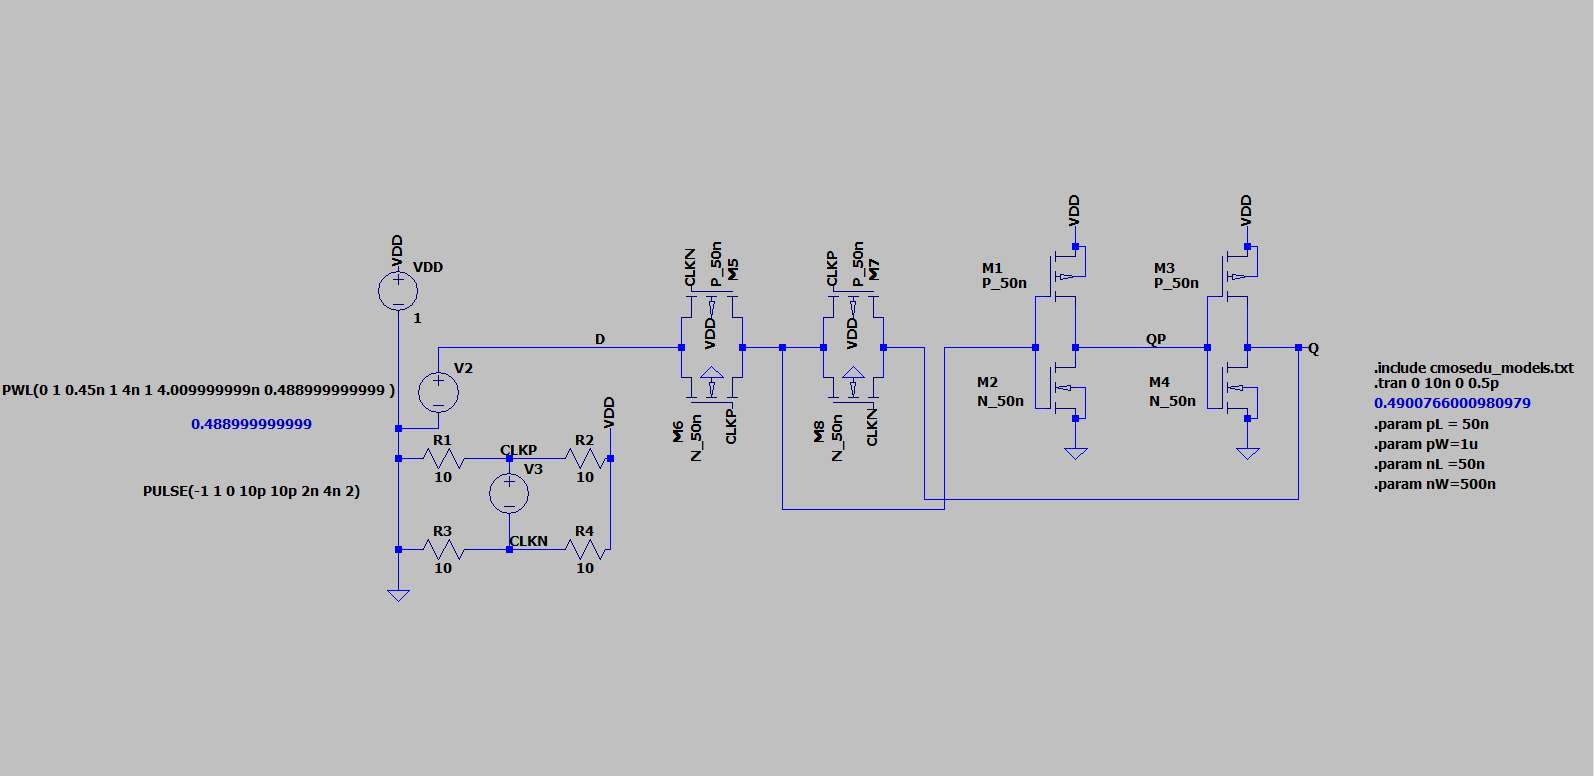 VDD
VDD
1
V2
PWL(0 1 0.45n 1 4n 1 4.009999999n 0.488999999999 )
0.488999999999
D
R1
10
CLKP
R2
10
VDD
V3
PULSE(-1 1 0 10p 10p 2n 4n 2)
R3
10
CLKN
R4
10
CLKN
P_50n
M5
VDD
M6
N_50n
CLKP
CLKP
P_50n
M7
VDD
M8
N_50n
CLKN
VDD
M1
P_50n
M2
N_50n
QP
VDD
M3
P_50n
M4
N_50n
Q
.include cmosedu_models.txt
.tran 0 10n 0 0.5p
0.4900766000980979
.param pL = 50n
.param pW=1u
.param nL =50n
.param nW=500n